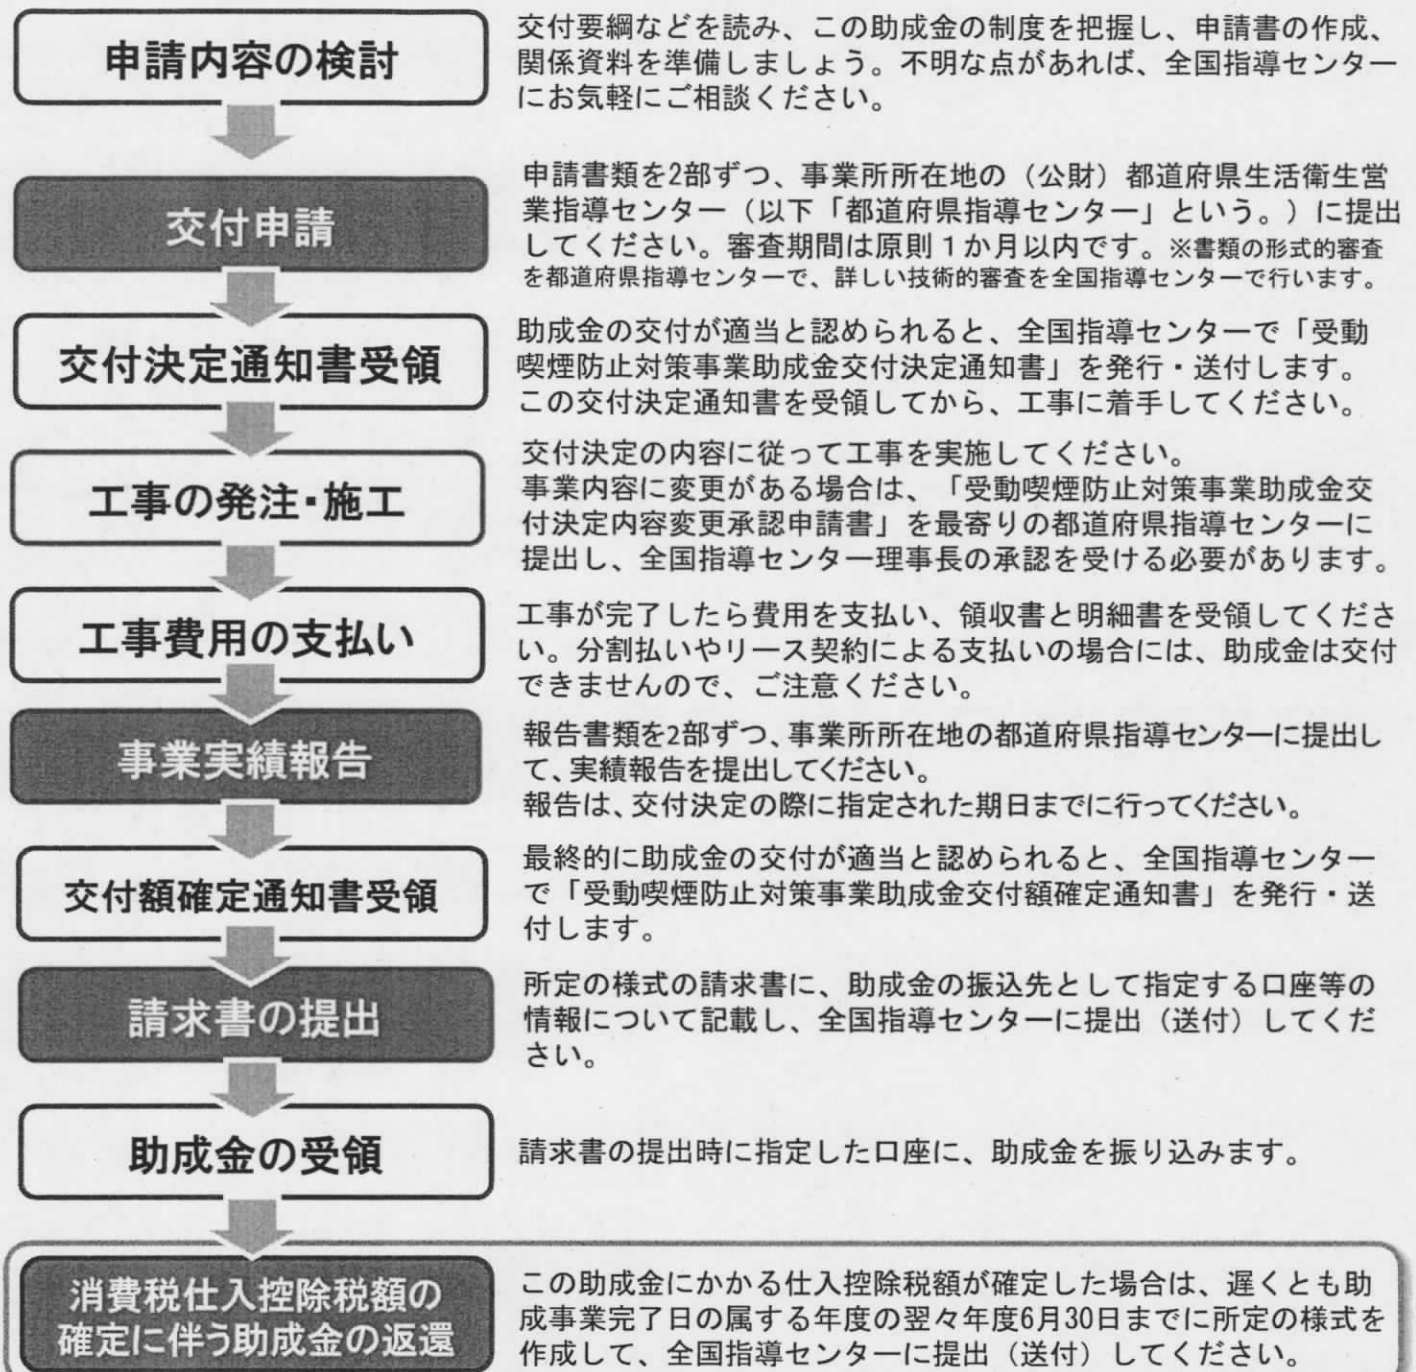 申請内容の検討
交付要綱などを読み、この助成金の制度を把握し、申請書の作成、
関係資料を準備しましょう。不明な点があれば、全国指導センター
にお気軽にご相談ください。
交付申請
申請書類を2部ずつ、事業所所在地の（公財）都道府県生活衛生営
業指導センター（以下「都道府県指導センター」という。）に提出
してください。審査期間は原則１か月以内です。※書類の形式的審査
を都道府県指導センターで、詳しい技術的審査を全国指導センターで行います。
交付決定通知書受領
助成金の交付が適当と認められると、全国指導センターで「受動
喫煙防止対策事業助成金交付決定通知書」を発行・送付します。
この交付決定通知書を受領してから、工事に着手してください。
工事の発注・施工
交付決定の内容に従って工事を実施してください。
事業内容に変更がある場合は、「受動喫煙防止対策事業助成金交
付決定内容変更承認申請書」を最寄りの都道府県指導センターに
提出し、全国指導センター理事長の承認を受ける必要があります。
工事費用の支払い
工事が完了したら費用を支払い、領収書と明細書を受領してくださ
い。分割払いやリース契約による支払いの場合には、助成金は交付
できませんので、ご注意ください。
事業実績報告
報告書類を2部ずつ、事業所所在地の都道府県指導センターに提出し
て、実績報告を提出してください。
報告は、交付決定の際に指定された期日までに行ってください。
交付額確定通知書受領
最終的に助成金の交付が適当と認められると、全国指導センター
で「受動喫煙防止対策事業助成金交付額確定通知書」を発行・送
付します。
請求書の提出
所定の様式の請求書に、助成金の振込先として指定する口座等の
情報について記載し、全国指導センターに提出（送付）してくだ
さい。
助成金の受領
請求書の提出時に指定した口座に、助成金を振り込みます。
消費税仕入控除税額の
確定に伴う助成金の返還
この助成金にかかる仕入控除税額が確定した場合は、遅くとも助
成事業完了日の属する年度の翌々年度6月30日までに所定の様式を
作成して、全国指導センターに提出（送付）してください。